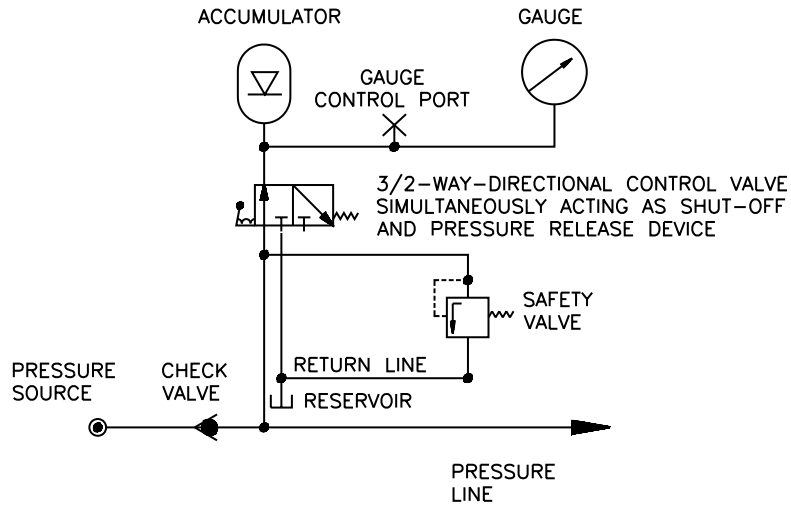 ACCUMULATOR
GAUGE
GAUGE
CONTROL PORT
3/2-WAY-DIRECTIONAL CONTROL VALVE
SIMULTANEOUSLY ACTING AS SHUT-OFF
AND PRESSURE RELEASE DEVICE
SAFETY
VALVE
RETURN LINE
PRESSURE
SOURCE
CHECK
VALVE
RESERVOIR
PRESSURE
LINE